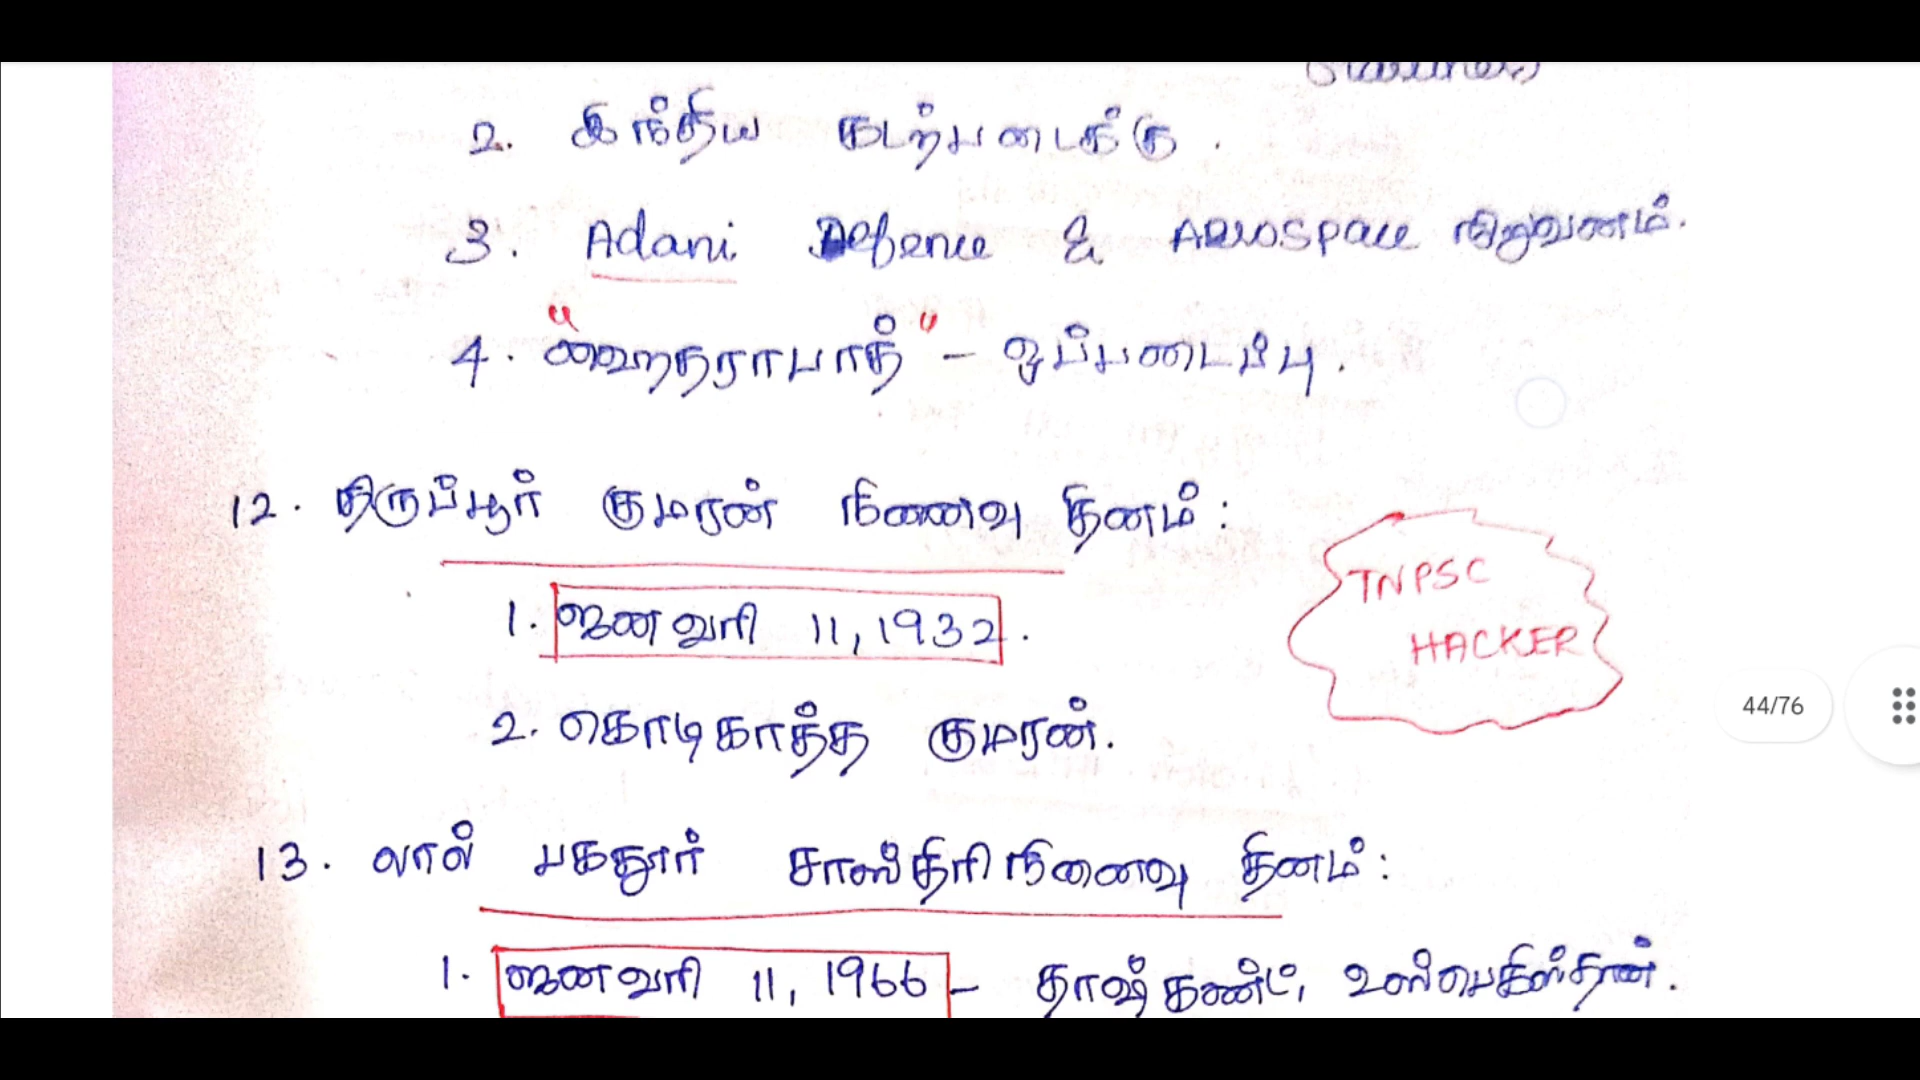 2. இந்திய கடற்படைக்கு.
3. Adani Defence & Aerospace நிறுவனம்.
4. "ஹைதராபாத்" – ஒப்படைப்பு.
12. திருப்பூர் குமரன் நினைவு தினம்:
1. ஜனவரி 11, 1932.
2. கொடிகாத்த குமரன்.
TNPSC
HACKER
44/76
13. லால் பகதூர் சாஸ்திரி நினைவு தினம்:
1. ஜனவரி 11, 1966 – தாஷ்கண்ட், உஸ்பெகிஸ்தான்.